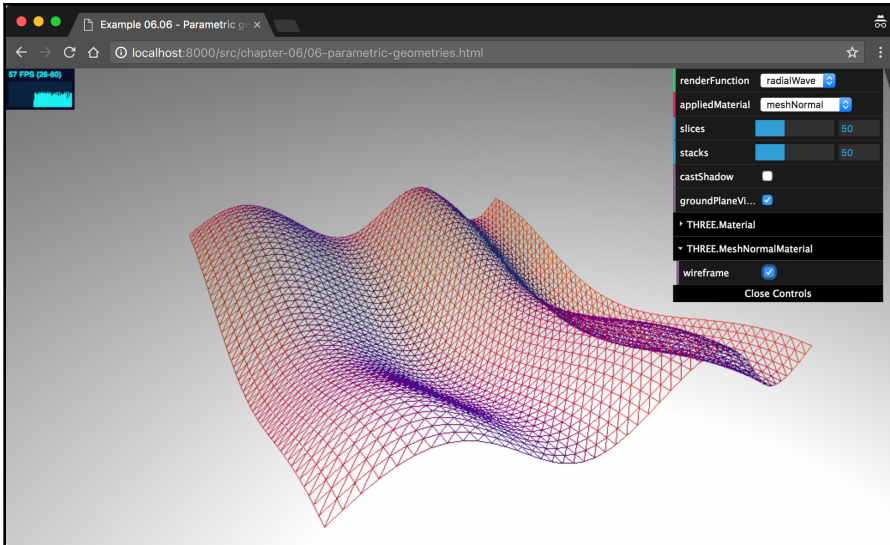 Example 06.06 - Parametric ge
localhost:8000/src/chapter-06/06-parametric-geometries.html
57 FPS (26-60)
renderFunction radialWave
appliedMaterial meshNormal
slices 50
stacks 50
castShadow
groundPlaneVi...
THREE.Material
THREE.MeshNormalMaterial
wireframe
Close Controls